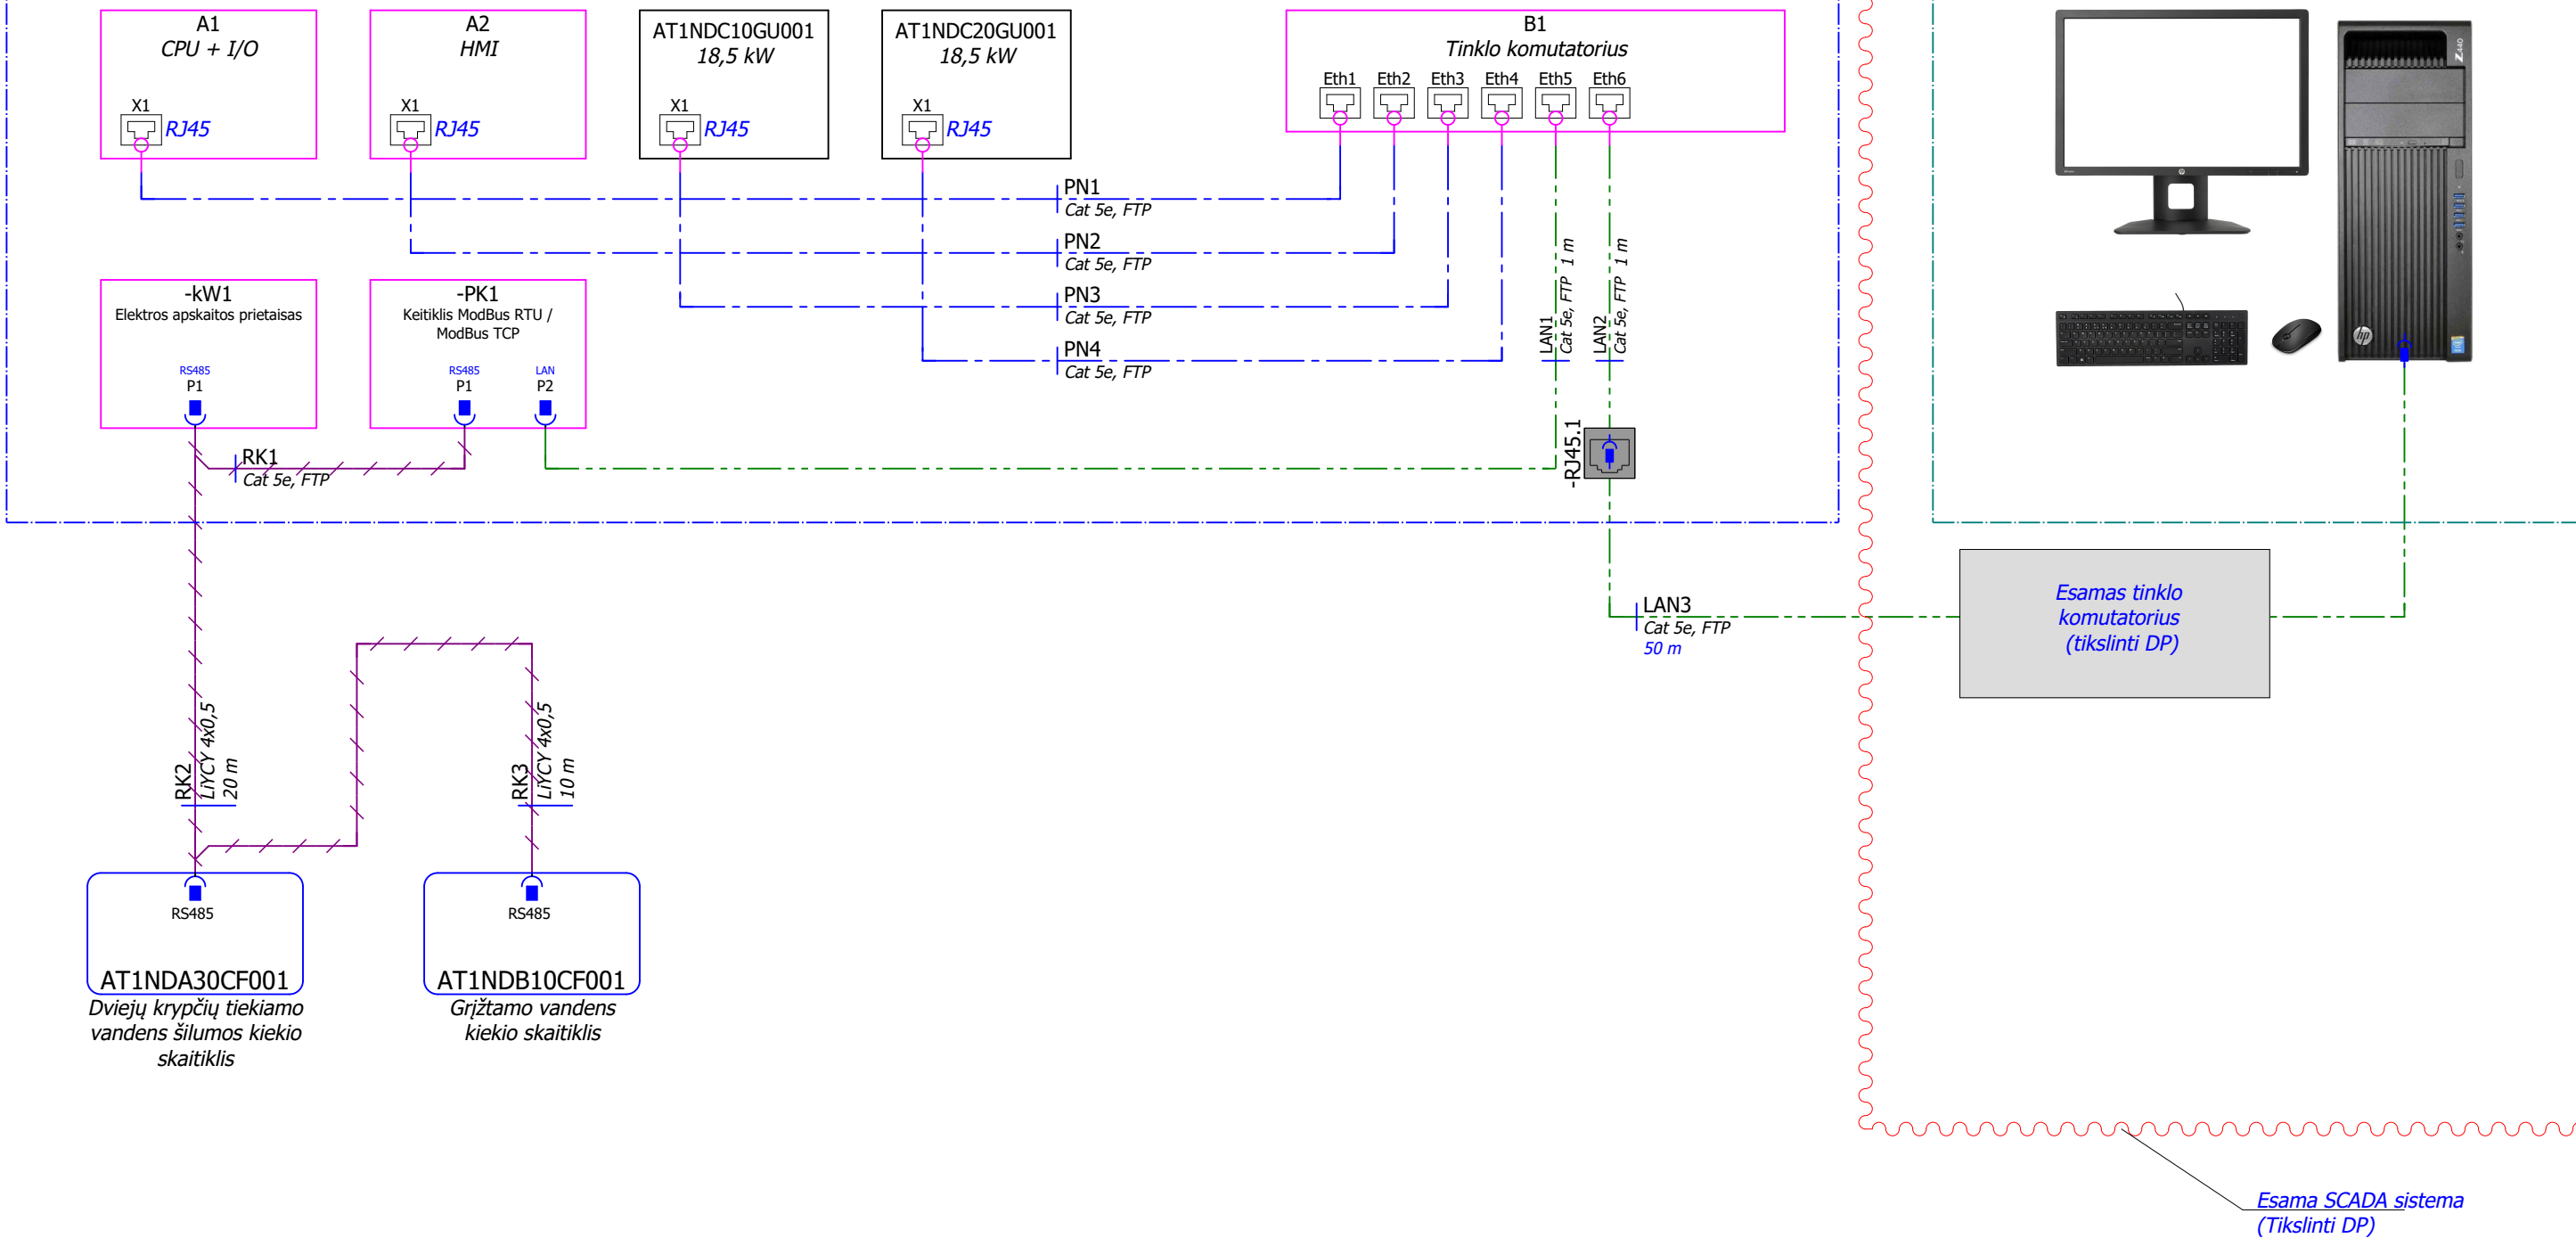 A1
CPU + I/O
X1
RJ45
A2
HMI
X1
RJ45
AT1NDC10GU001
18,5 kW
X1
RJ45
AT1NDC20GU001
18,5 kW
X1
RJ45
B1
Tinklo komutatorius
Eth1 Eth2 Eth3 Eth4 Eth5 Eth6
PN1
Cat 5e, FTP
PN2
Cat 5e, FTP
PN3
Cat 5e, FTP
PN4
Cat 5e, FTP
LAN1
Cat 5e, FTP 1 m
LAN2
Cat 5e, FTP 1 m
-kW1
Elektros apskaitos prietaisas
RS485
P1
-PK1
Keitiklis ModBus RTU /
ModBus TCP
RS485
P1
LAN
P2
RK1
Cat 5e, FTP
-RJ45.1
Z440
hp
LAN3
Cat 5e, FTP
50 m
Esamas tinklo
komutatorius
(tikslinti DP)
RK2
LiYCY 4x0,5
20 m
RK3
LiYCY 4x0,5
10 m
RS485
AT1NDA30CF001
Dviejų krypčių tiekiamo
vandens šilumos kiekio
skaitiklis
RS485
AT1NDB10CF001
Grįžtamo vandens
kiekio skaitiklis
Esama SCADA sistema
(Tikslinti DP)